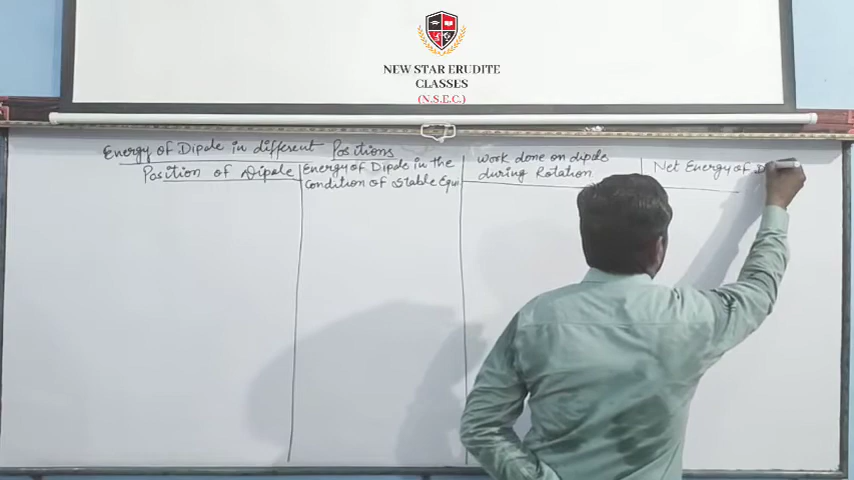 NEW STAR ERUDITE
CLASSES
(N.S.E.C.)
Energy of Dipole in different Positions
Position of Dipole
Energy of Dipole in the
Condition of Stable Equi
work done on dipole
during Rotation
Net Energy of D